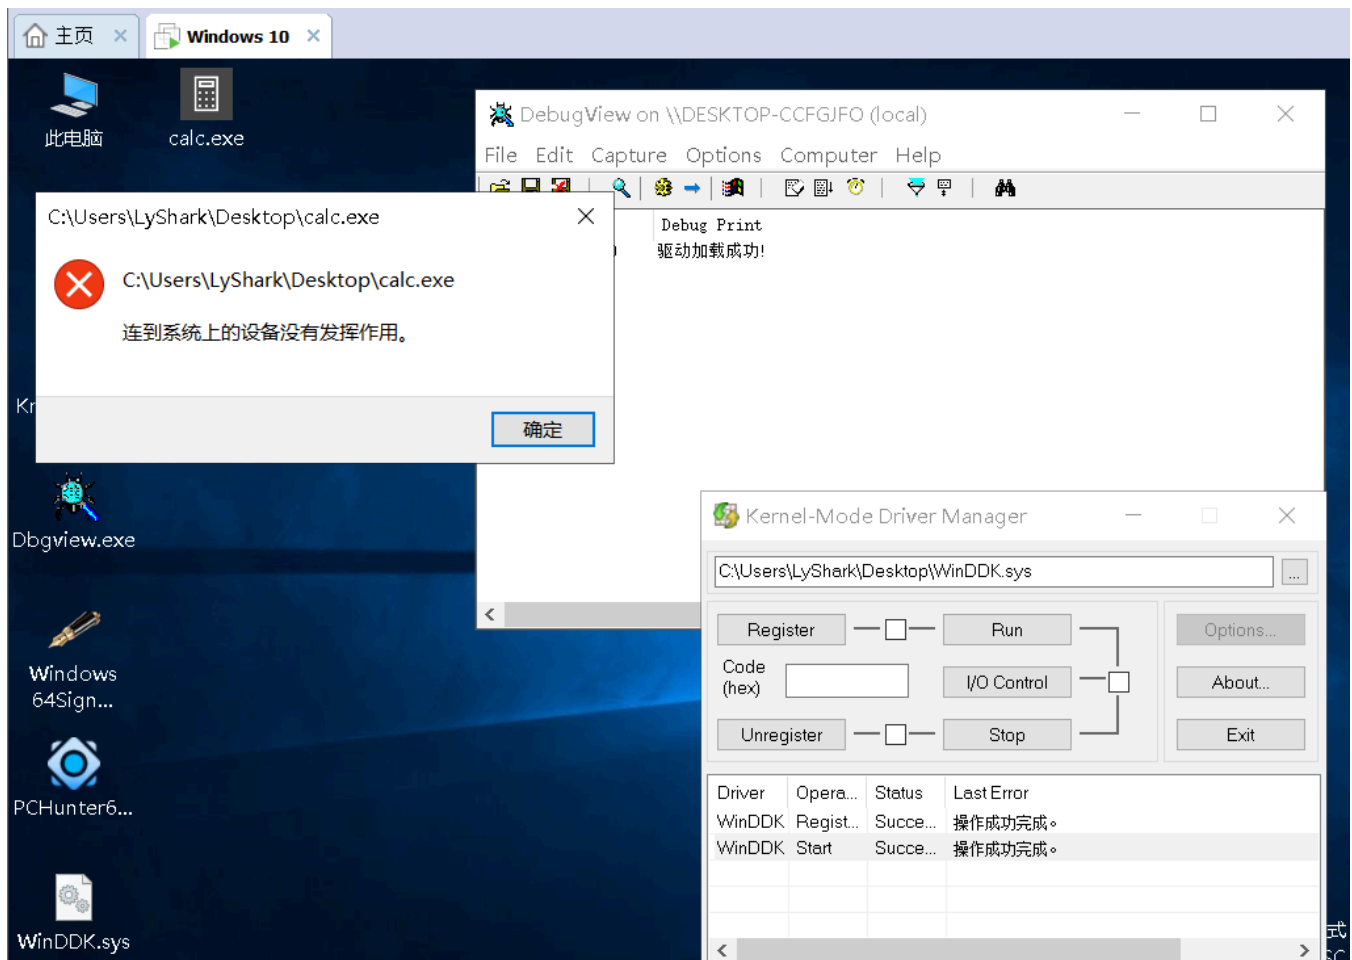 主页
Windows 10
此电脑
calc.exe
DebugView on \\DESKTOP-CCFGJFO (local)
File Edit Capture Options Computer Help
Debug Print
驱动加载成功!
C:\Users\LyShark\Desktop\calc.exe
C:\Users\LyShark\Desktop\calc.exe
连到系统上的设备没有发挥作用。
确定
Kr
Dbgview.exe
Windows
64Sign...
PCHunter6...
WinDDK.sys
Kernel-Mode Driver Manager
C:\Users\LyShark\Desktop\WinDDK.sys
...
Register Run Options...
Code
(hex)
I/O Control About...
Unregister Stop Exit
Driver Opera... Status Last Error
WinDDK Regist... Succe... 操作成功完成。
WinDDK Start Succe... 操作成功完成。
式